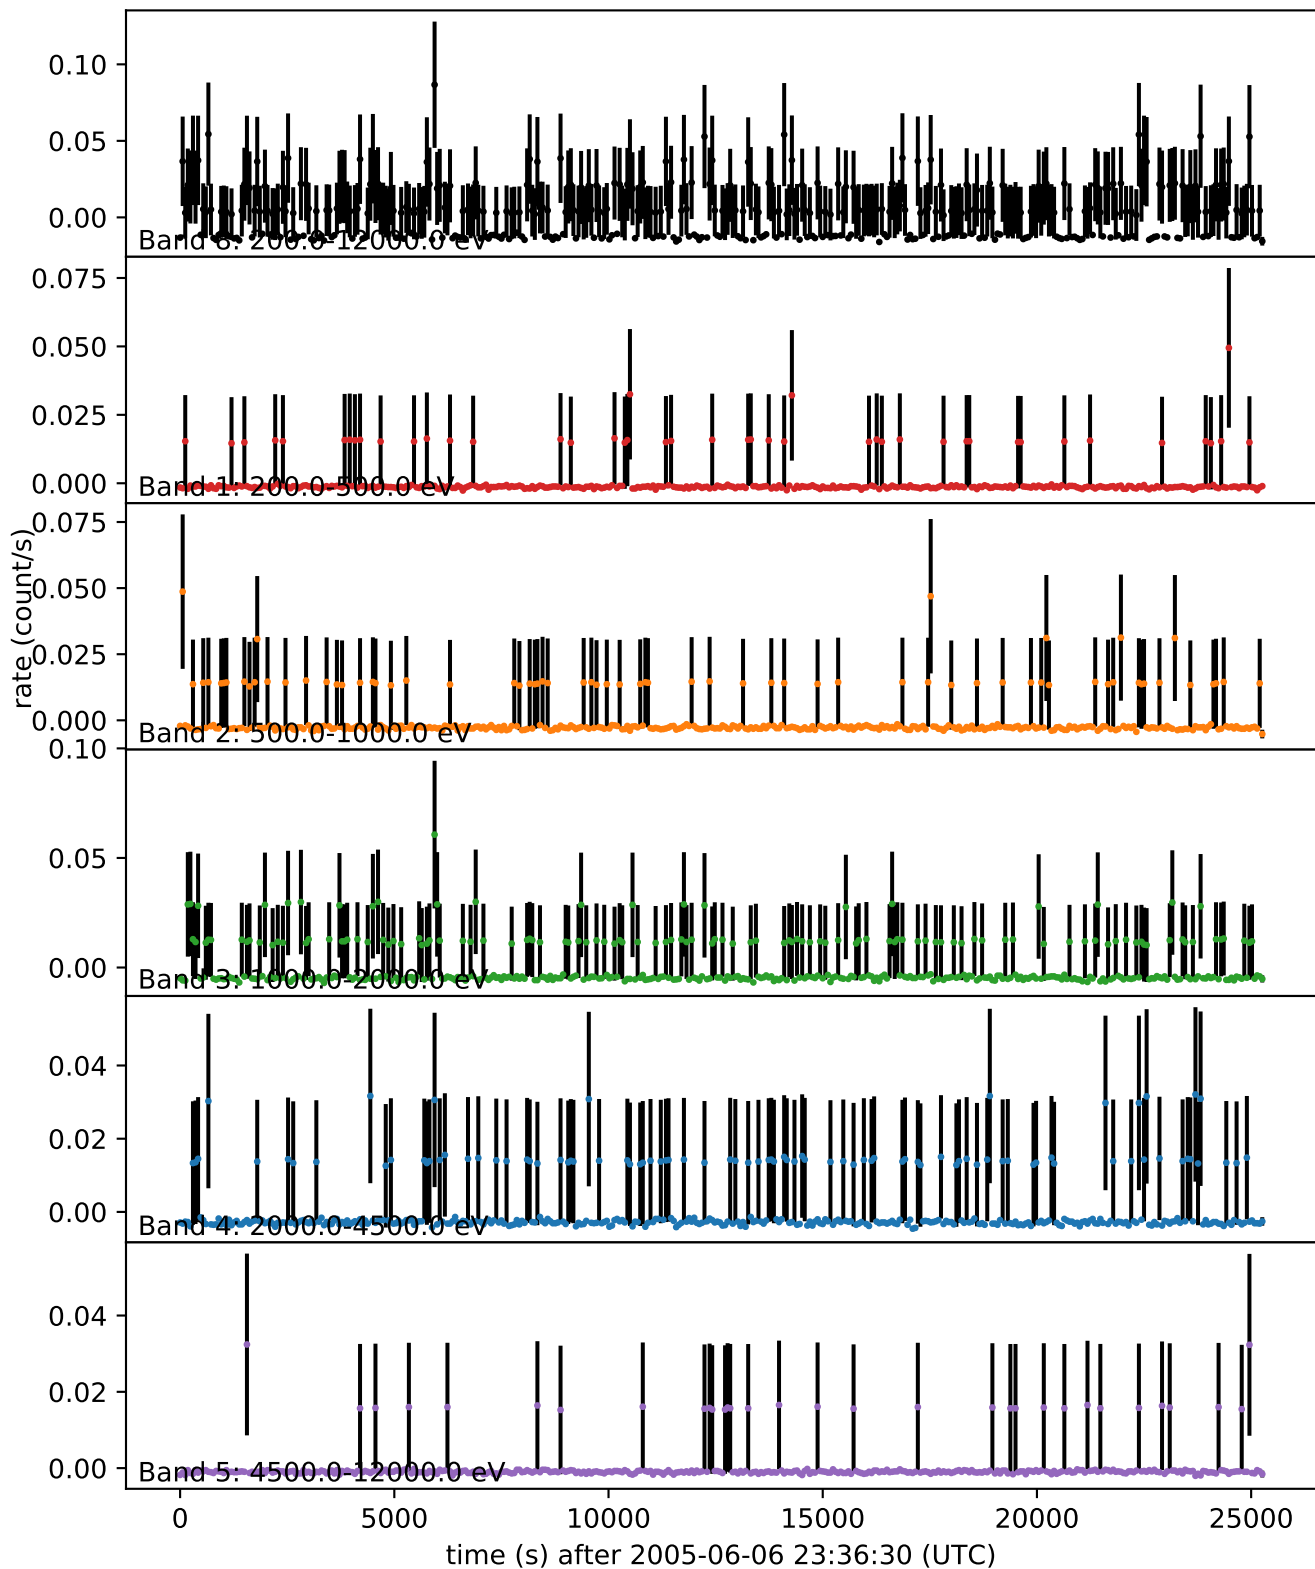 0.10
0.05
0.00
Band 8: 200.0-12000.0 eV
0.075
0.050
0.025
0.000
Band 1: 200.0-500.0 eV
0.075
0.050
0.025
0.000
Band 2: 500.0-1000.0 eV
rate (count/s)
0.10
0.05
0.00
Band 3: 1000.0-2000.0 eV
0.04
0.02
0.00
Band 4: 2000.0-4500.0 eV
0.04
0.02
0.00
Band 5: 4500.0-12000.0 eV
0 5000 10000 15000 20000 25000
time (s) after 2005-06-06 23:36:30 (UTC)